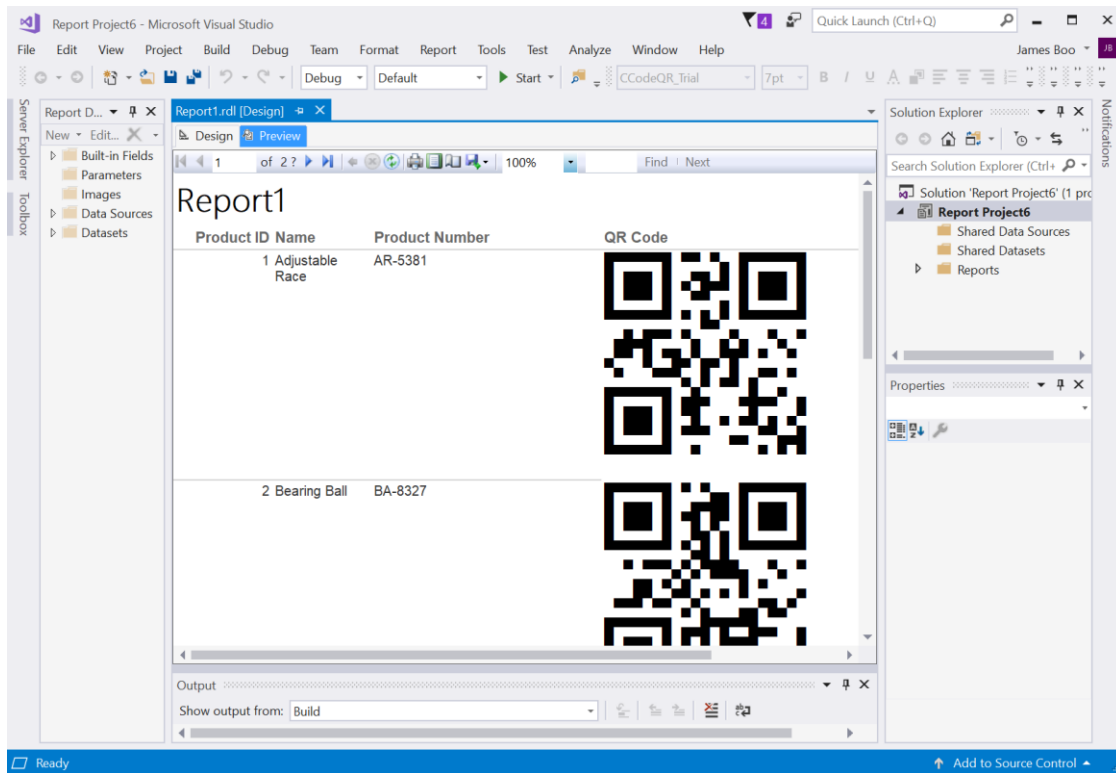 Report Project6 - Microsoft Visual Studio
4
Quick Launch (Ctrl+Q)
File Edit View Project Build Debug Team Format Report Tools Test Analyze Window Help
James Boo
JB
Debug
Default
Start
CCodeQR_Trial
7pt
B I U A
Server Explorer
Toolbox
Report D...
New Edit...
Built-in Fields
Parameters
Images
Data Sources
Datasets
Report1.rdl [Design]
Design Preview
1 of 2 ? 100% Find | Next
Report1
Product ID Name Product Number QR Code
1 Adjustable AR-5381
Race
2 Bearing Ball BA-8327
Output
Show output from: Build
Solution Explorer
Search Solution Explorer (Ctrl+
Solution 'Report Project6' (1 pro
Report Project6
Shared Data Sources
Shared Datasets
Reports
Properties
Notifications
Ready
Add to Source Control